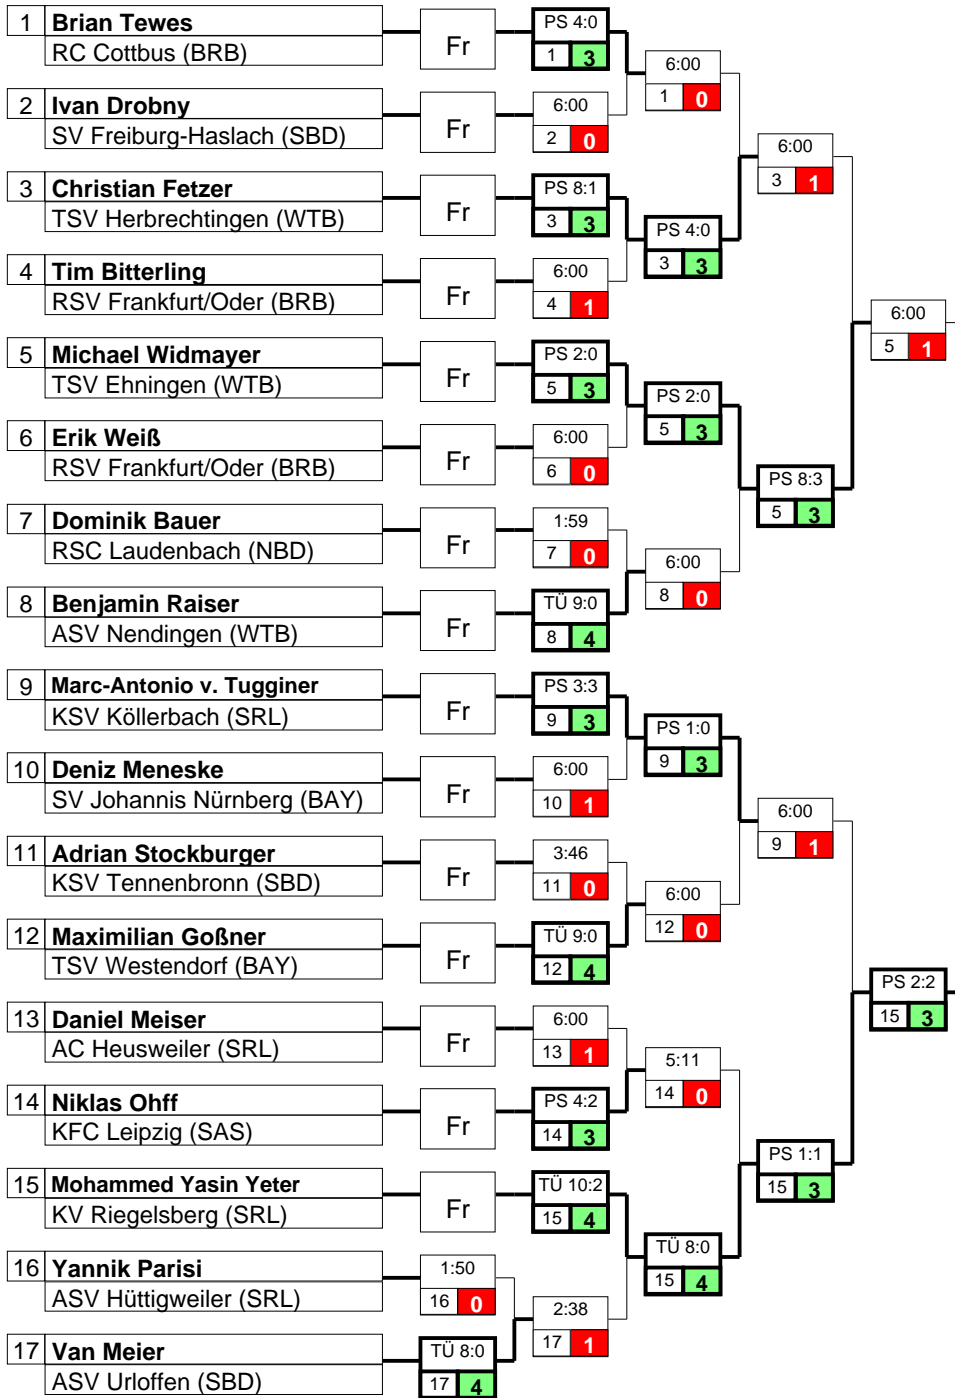 1 Brian Tewes
RC Cottbus (BRB)
Fr
PS 4:0
1 3
6:00
1 0
2 Ivan Drobny
SV Freiburg-Haslach (SBD)
Fr
6:00
2 0
6:00
3 1
3 Christian Fetzer
TSV Herbrechtingen (WTB)
Fr
PS 8:1
3 3
PS 4:0
3 3
4 Tim Bitterling
RSV Frankfurt/Oder (BRB)
Fr
6:00
4 1
6:00
5 1
5 Michael Widmayer
TSV Ehningen (WTB)
Fr
PS 2:0
5 3
PS 2:0
5 3
6 Erik Weiß
RSV Frankfurt/Oder (BRB)
Fr
6:00
6 0
PS 8:3
5 3
7 Dominik Bauer
RSC Laudenbach (NBD)
Fr
1:59
7 0
6:00
8 0
8 Benjamin Raiser
ASV Nendingen (WTB)
Fr
TÜ 9:0
8 4
9 Marc-Antonio v. Tugginer
KSV Köllerbach (SRL)
Fr
PS 3:3
9 3
PS 1:0
9 3
10 Deniz Meneske
SV Johannis Nürnberg (BAY)
Fr
6:00
10 1
6:00
9 1
11 Adrian Stockburger
KSV Tennenbronn (SBD)
Fr
3:46
11 0
6:00
12 0
12 Maximilian Goßner
TSV Westendorf (BAY)
Fr
TÜ 9:0
12 4
PS 2:2
15 3
13 Daniel Meiser
AC Heusweiler (SRL)
Fr
6:00
13 1
5:11
14 0
14 Niklas Ohff
KFC Leipzig (SAS)
Fr
PS 4:2
14 3
PS 1:1
15 3
15 Mohammed Yasin Yeter
KV Riegelsberg (SRL)
Fr
TÜ 10:2
15 4
TÜ 8:0
15 4
16 Yannik Parisi
ASV Hüttigweiler (SRL)
1:50
16 0
2:38
17 1
17 Van Meier
ASV Urloffen (SBD)
TÜ 8:0
17 4